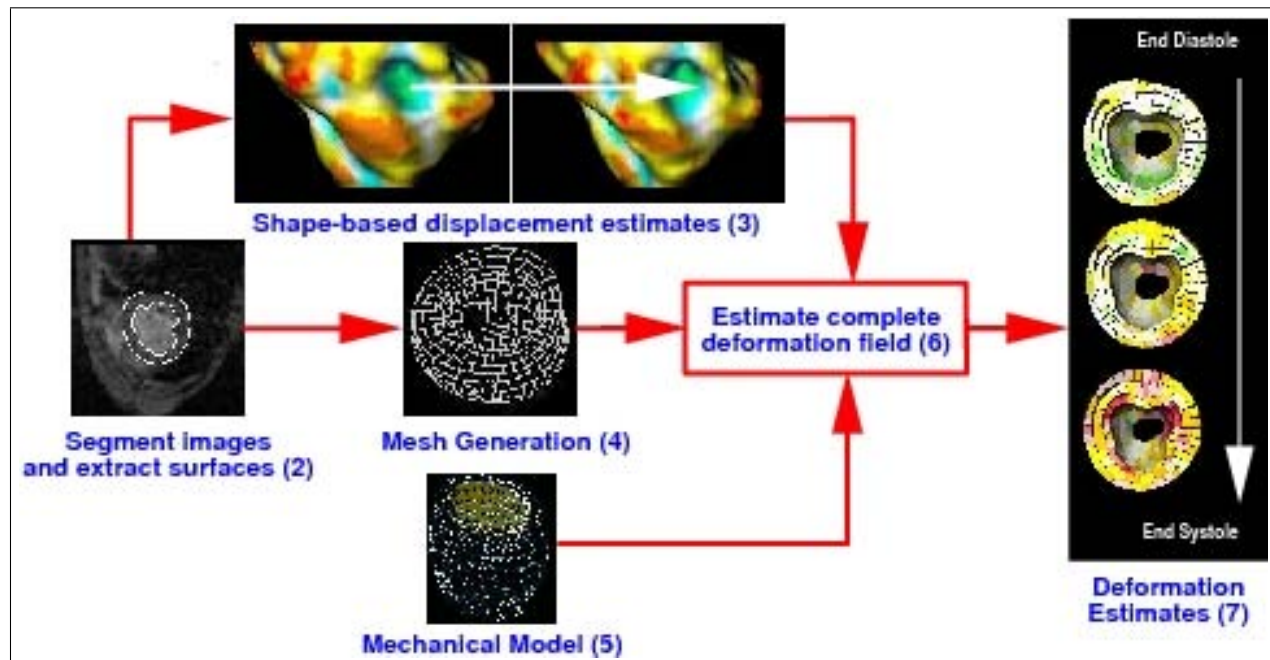 Shape-based displacement estimates (3)
Segment images
and extract surfaces (2)
Mesh Generation (4)
Mechanical Model (5)
Estimate complete
deformation field (6)
End Diastole
End Systole
Deformation
Estimates (7)